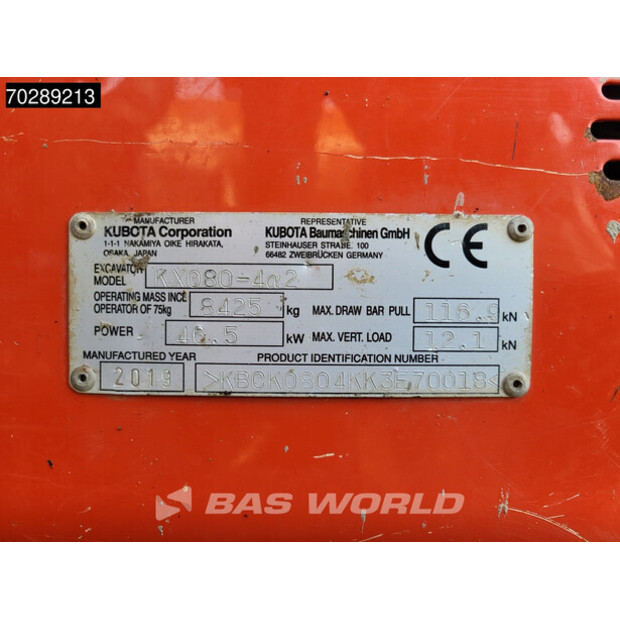 70289213
MANUFACTURER
KUBOTA Corporation
1-1-1 NAKAMIYA OIKE HIRAKATA,
OSAKA, JAPAN
REPRESENTATIVE
KUBOTA Baumaschinen GmbH
STEINHAUSER STRAßE 100
66482 ZWEIBRÜCKEN GERMANY
CE
EXCAVATOR MODEL KX080-4α2
OPERATING MASS INCL. OPERATOR OF 75kg 8425 kg
MAX. DRAW BAR PULL 116.9 kN
POWER 46.5 kW
MAX. VERT. LOAD 12.1 kN
MANUFACTURED YEAR
2019
PRODUCT IDENTIFICATION NUMBER
>KBCK0804KK3E70018<
BAS WORLD